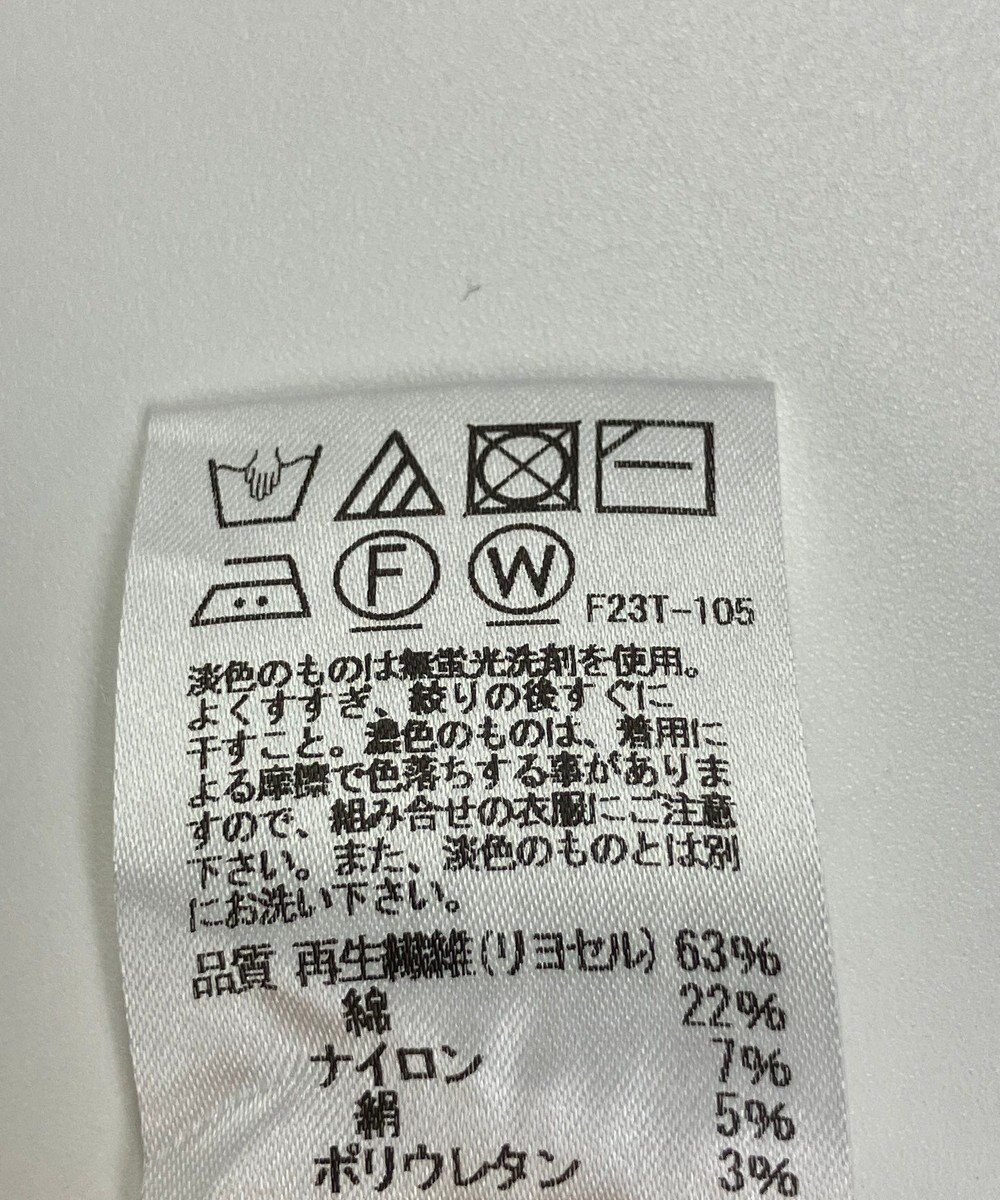 F W F23T-105
淡色のものは無蛍光洗剤を使用。
よくすすぎ、絞りの後すぐに
干すこと。濃色のものは、着用に
よる摩擦で色落ちする事がありま
すので、組み合せの衣服にご注意
下さい。また、淡色のものとは別
にお洗い下さい。
品質 再生繊維(リヨセル) 63%
綿 22%
ナイロン 7%
絹 5%
ポリウレタン 3%